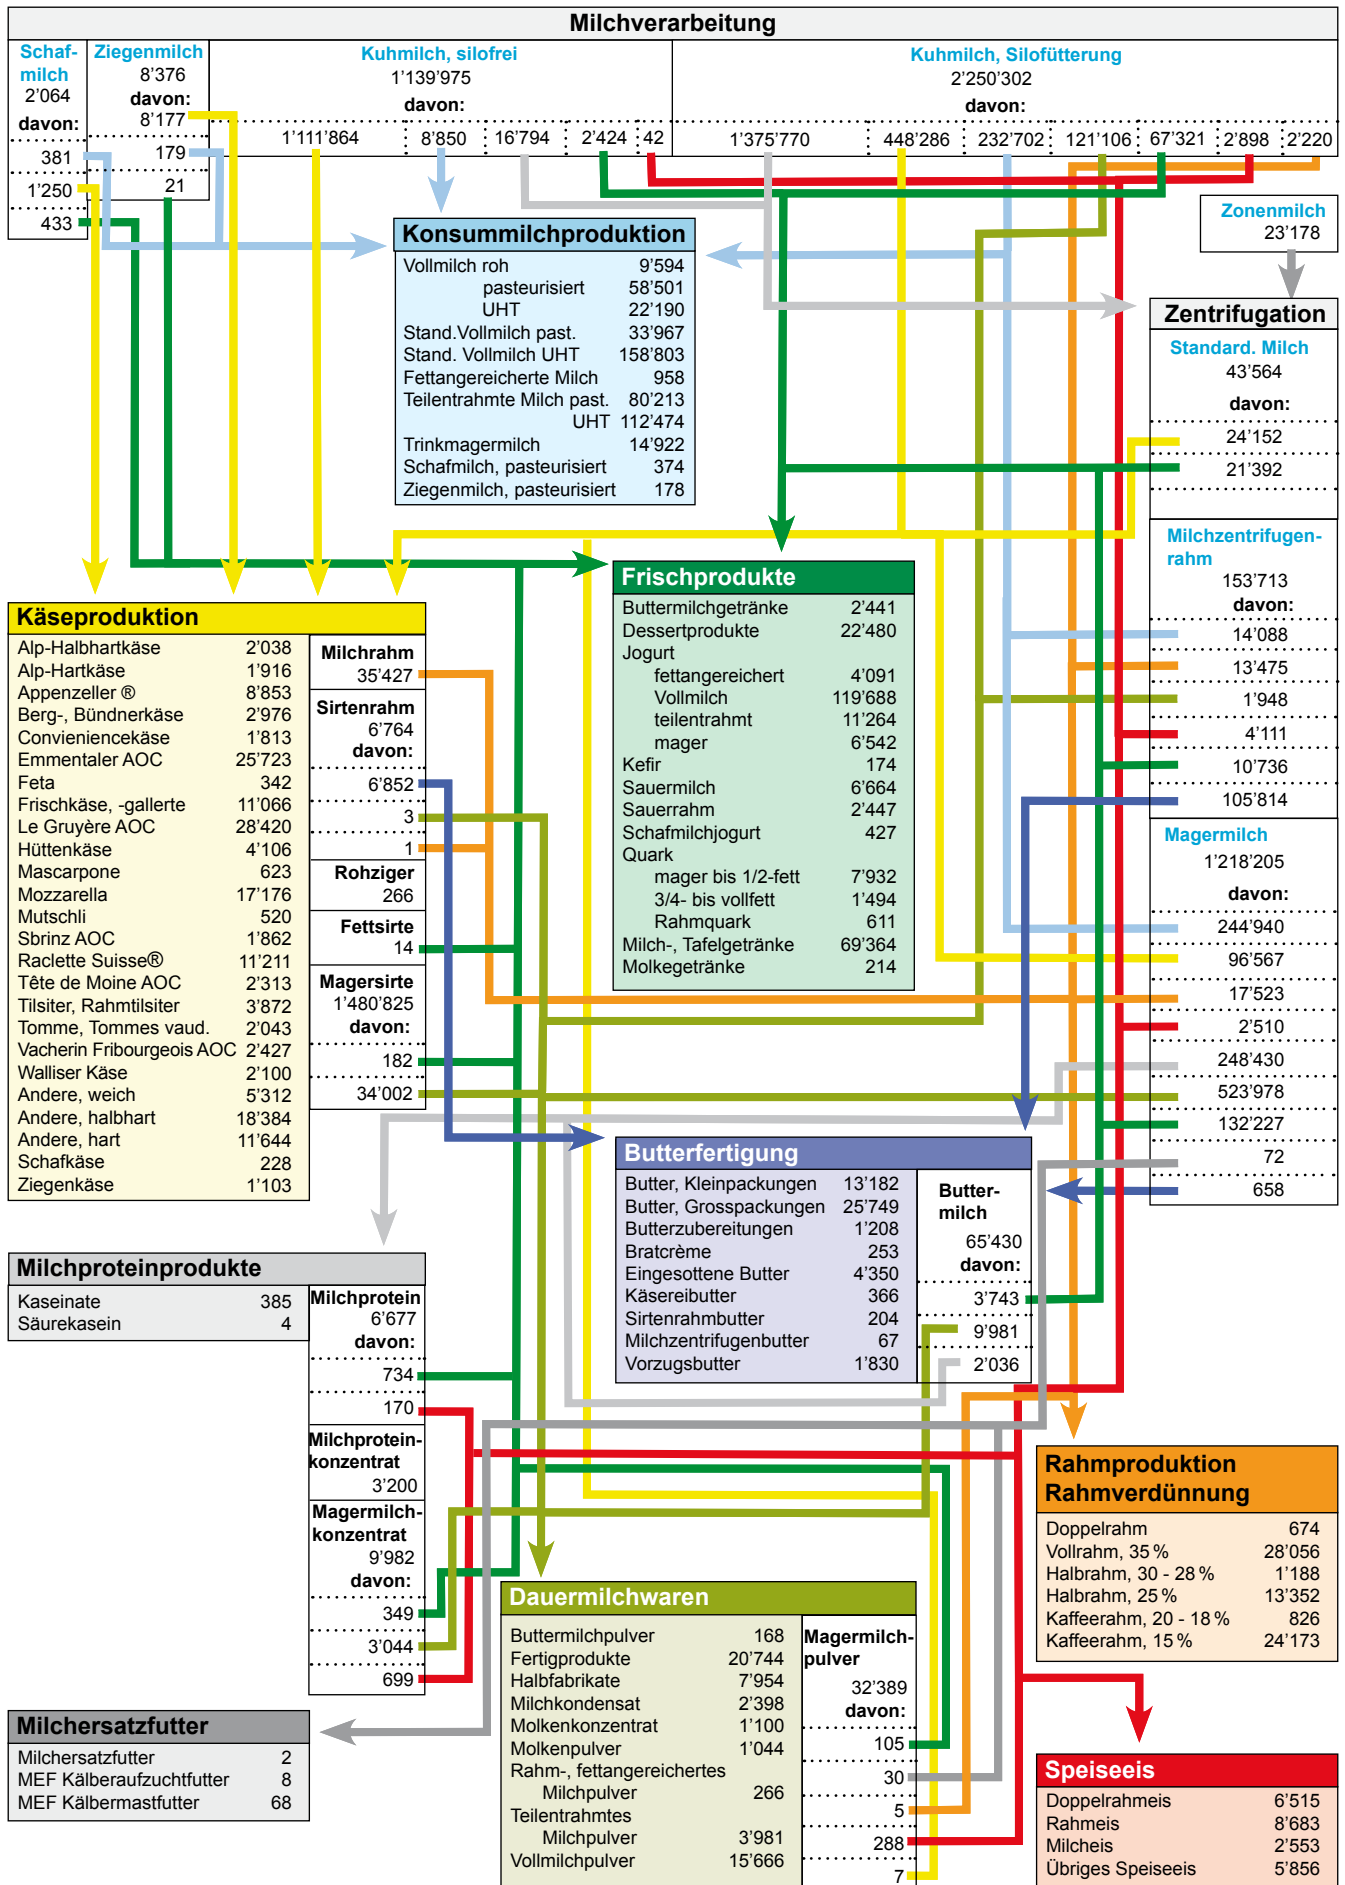 Milchverarbeitung
Schaf-
milch
2’064
davon:
381
1’250
433
Ziegenmilch
8’376
davon:
8’177
179
21
Kuhmilch, silofrei
1’139’975
davon:
1’111’864 8’850 16’794 2’424 42
Kuhmilch, Silofütterung
2’250’302
davon:
1’375’770 448’286 232’702 121’106 67’321 2’898 2’220
Zonenmilch
23’178
Konsummilchproduktion
Vollmilch roh 9’594
pasteurisiert 58’501
UHT 22’190
Stand.Vollmilch past. 33’967
Stand. Vollmilch UHT 158’803
Fettangereicherte Milch 958
Teilentrahmte Milch past. 80’213
UHT 112’474
Trinkmagermilch 14’922
Schafmilch, pasteurisiert 374
Ziegenmilch, pasteurisiert 178
Zentrifugation
Standard. Milch
43’564
davon:
24’152
21’392
Milchzentrifugen-
rahm
153’713
davon:
14’088
13’475
1’948
4’111
10’736
105’814
Magermilch
1’218’205
davon:
244’940
96’567
17’523
2’510
248’430
523’978
132’227
72
658
Frischprodukte
Buttermilchgetränke 2’441
Dessertprodukte 22’480
Jogurt
fettangereichert 4’091
Vollmilch 119’688
teilentrahmt 11’264
mager 6’542
Kefir 174
Sauermilch 6’664
Sauerrahm 2’447
Schafmilchjogurt 427
Quark
mager bis 1/2-fett 7’932
3/4- bis vollfett 1’494
Rahmquark 611
Milch-, Tafelgetränke 69’364
Molkegetränke 214
Käseproduktion
Alp-Halbhartkäse 2’038
Alp-Hartkäse 1’916
Appenzeller ® 8’853
Berg-, Bündnerkäse 2’976
Convieniencekäse 1’813
Emmentaler AOC 25’723
Feta 342
Frischkäse, -gallerte 11’066
Le Gruyère AOC 28’420
Hüttenkäse 4’106
Mascarpone 623
Mozzarella 17’176
Mutschli 520
Sbrinz AOC 1’862
Raclette Suisse® 11’211
Tête de Moine AOC 2’313
Tilsiter, Rahmtilsiter 3’872
Tomme, Tommes vaud. 2’043
Vacherin Fribourgeois AOC 2’427
Walliser Käse 2’100
Andere, weich 5’312
Andere, halbhart 18’384
Andere, hart 11’644
Schafkäse 228
Ziegenkäse 1’103
Milchrahm
35’427
Sirtenrahm
6’764
davon:
6’852
3
1
Rohziger
266
Fettsirte
14
Magersirte
1’480’825
davon:
182
34’002
Butterfertigung
Butter, Kleinpackungen 13’182
Butter, Grosspackungen 25’749
Butterzubereitungen 1’208
Bratcrème 253
Eingesottene Butter 4’350
Käsereibutter 366
Sirtenrahmbutter 204
Milchzentrifugenbutter 67
Vorzugsbutter 1’830
Butter-
milch
65’430
davon:
3’743
9’981
2’036
Milchproteinprodukte
Kaseinate 385
Säurekasein 4
Milchprotein
6’677
davon:
734
170
Milchprotein-
konzentrat
3’200
Magermilch-
konzentrat
9’982
davon:
349
3’044
699
Rahmproduktion
Rahmverdünnung
Doppelrahm 674
Vollrahm, 35 % 28’056
Halbrahm, 30 - 28 % 1’188
Halbrahm, 25 % 13’352
Kaffeerahm, 20 - 18 % 826
Kaffeerahm, 15 % 24’173
Dauermilchwaren
Buttermilchpulver 168
Fertigprodukte 20’744
Halbfabrikate 7’954
Milchkondensat 2’398
Molkenkonzentrat 1’100
Molkenpulver 1’044
Rahm-, fettangereichertes
Milchpulver 266
Teilentrahmtes
Milchpulver 3’981
Vollmilchpulver 15’666
Magermilch-
pulver
32’389
davon:
105
30
5
288
7
Milchersatzfutter
Milchersatzfutter 2
MEF Kälberaufzuchtfutter 8
MEF Kälbermastfutter 68
Speiseeis
Doppelrahmeis 6’515
Rahmeis 8’683
Milcheis 2’553
Übriges Speiseeis 5’856